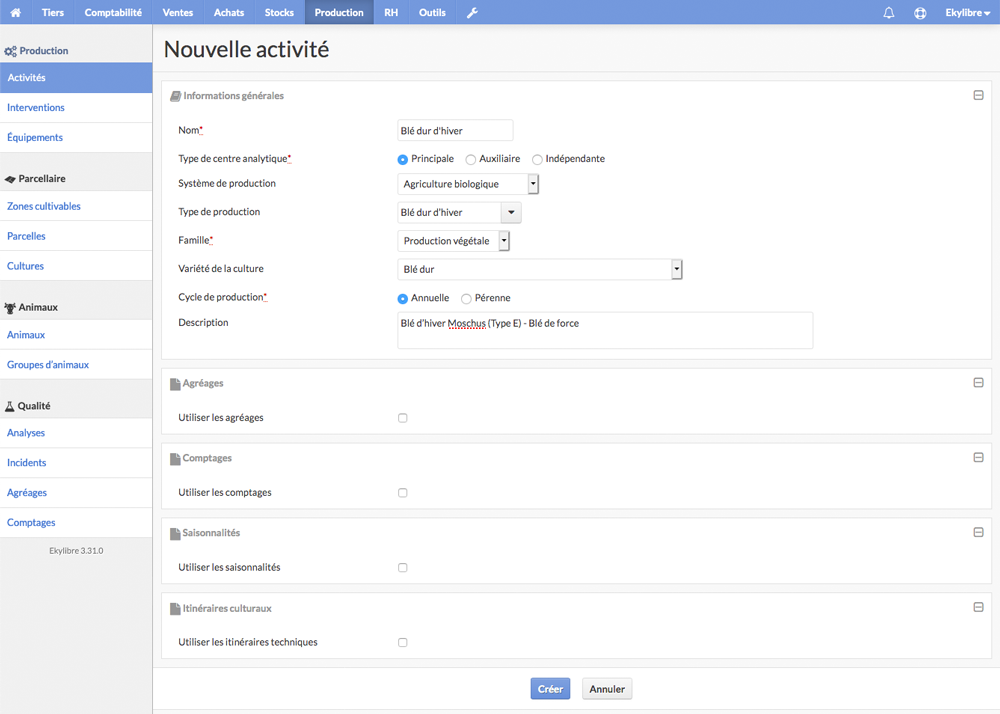 Tiers Comptabilité Ventes Achats Stocks Production RH Outils Ekylibre
Production
Activités
Interventions
Équipements
Parcellaire
Zones cultivables
Parcelles
Cultures
Animaux
Animaux
Groupes d'animaux
Qualité
Analyses
Incidents
Agréages
Comptages
Ekylibre 3.31.0
Nouvelle activité
Informations générales
Nom* Blé dur d'hiver
Type de centre analytique* Principale Auxiliaire Indépendante
Système de production Agriculture biologique
Type de production Blé dur d'hiver
Famille* Production végétale
Variété de la culture Blé dur
Cycle de production* Annuelle Pérenne
Description Blé d'hiver Moschus (Type E) - Blé de force
Agréages
Utiliser les agréages
Comptages
Utiliser les comptages
Saisonnalités
Utiliser les saisonnalités
Itinéraires culturaux
Utiliser les itinéraires techniques
Créer Annuler